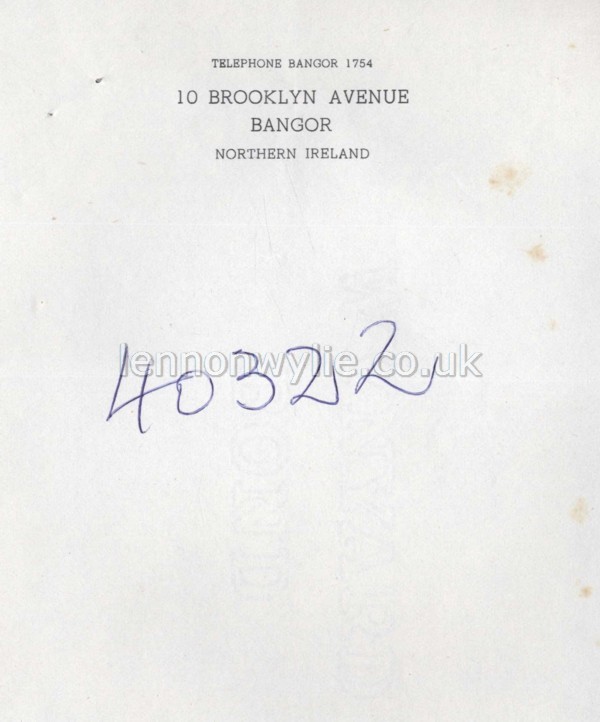 TELEPHONE BANGOR 1754
10 BROOKLYN AVENUE
BANGOR
NORTHERN IRELAND
lennonwylie.co.uk
40322